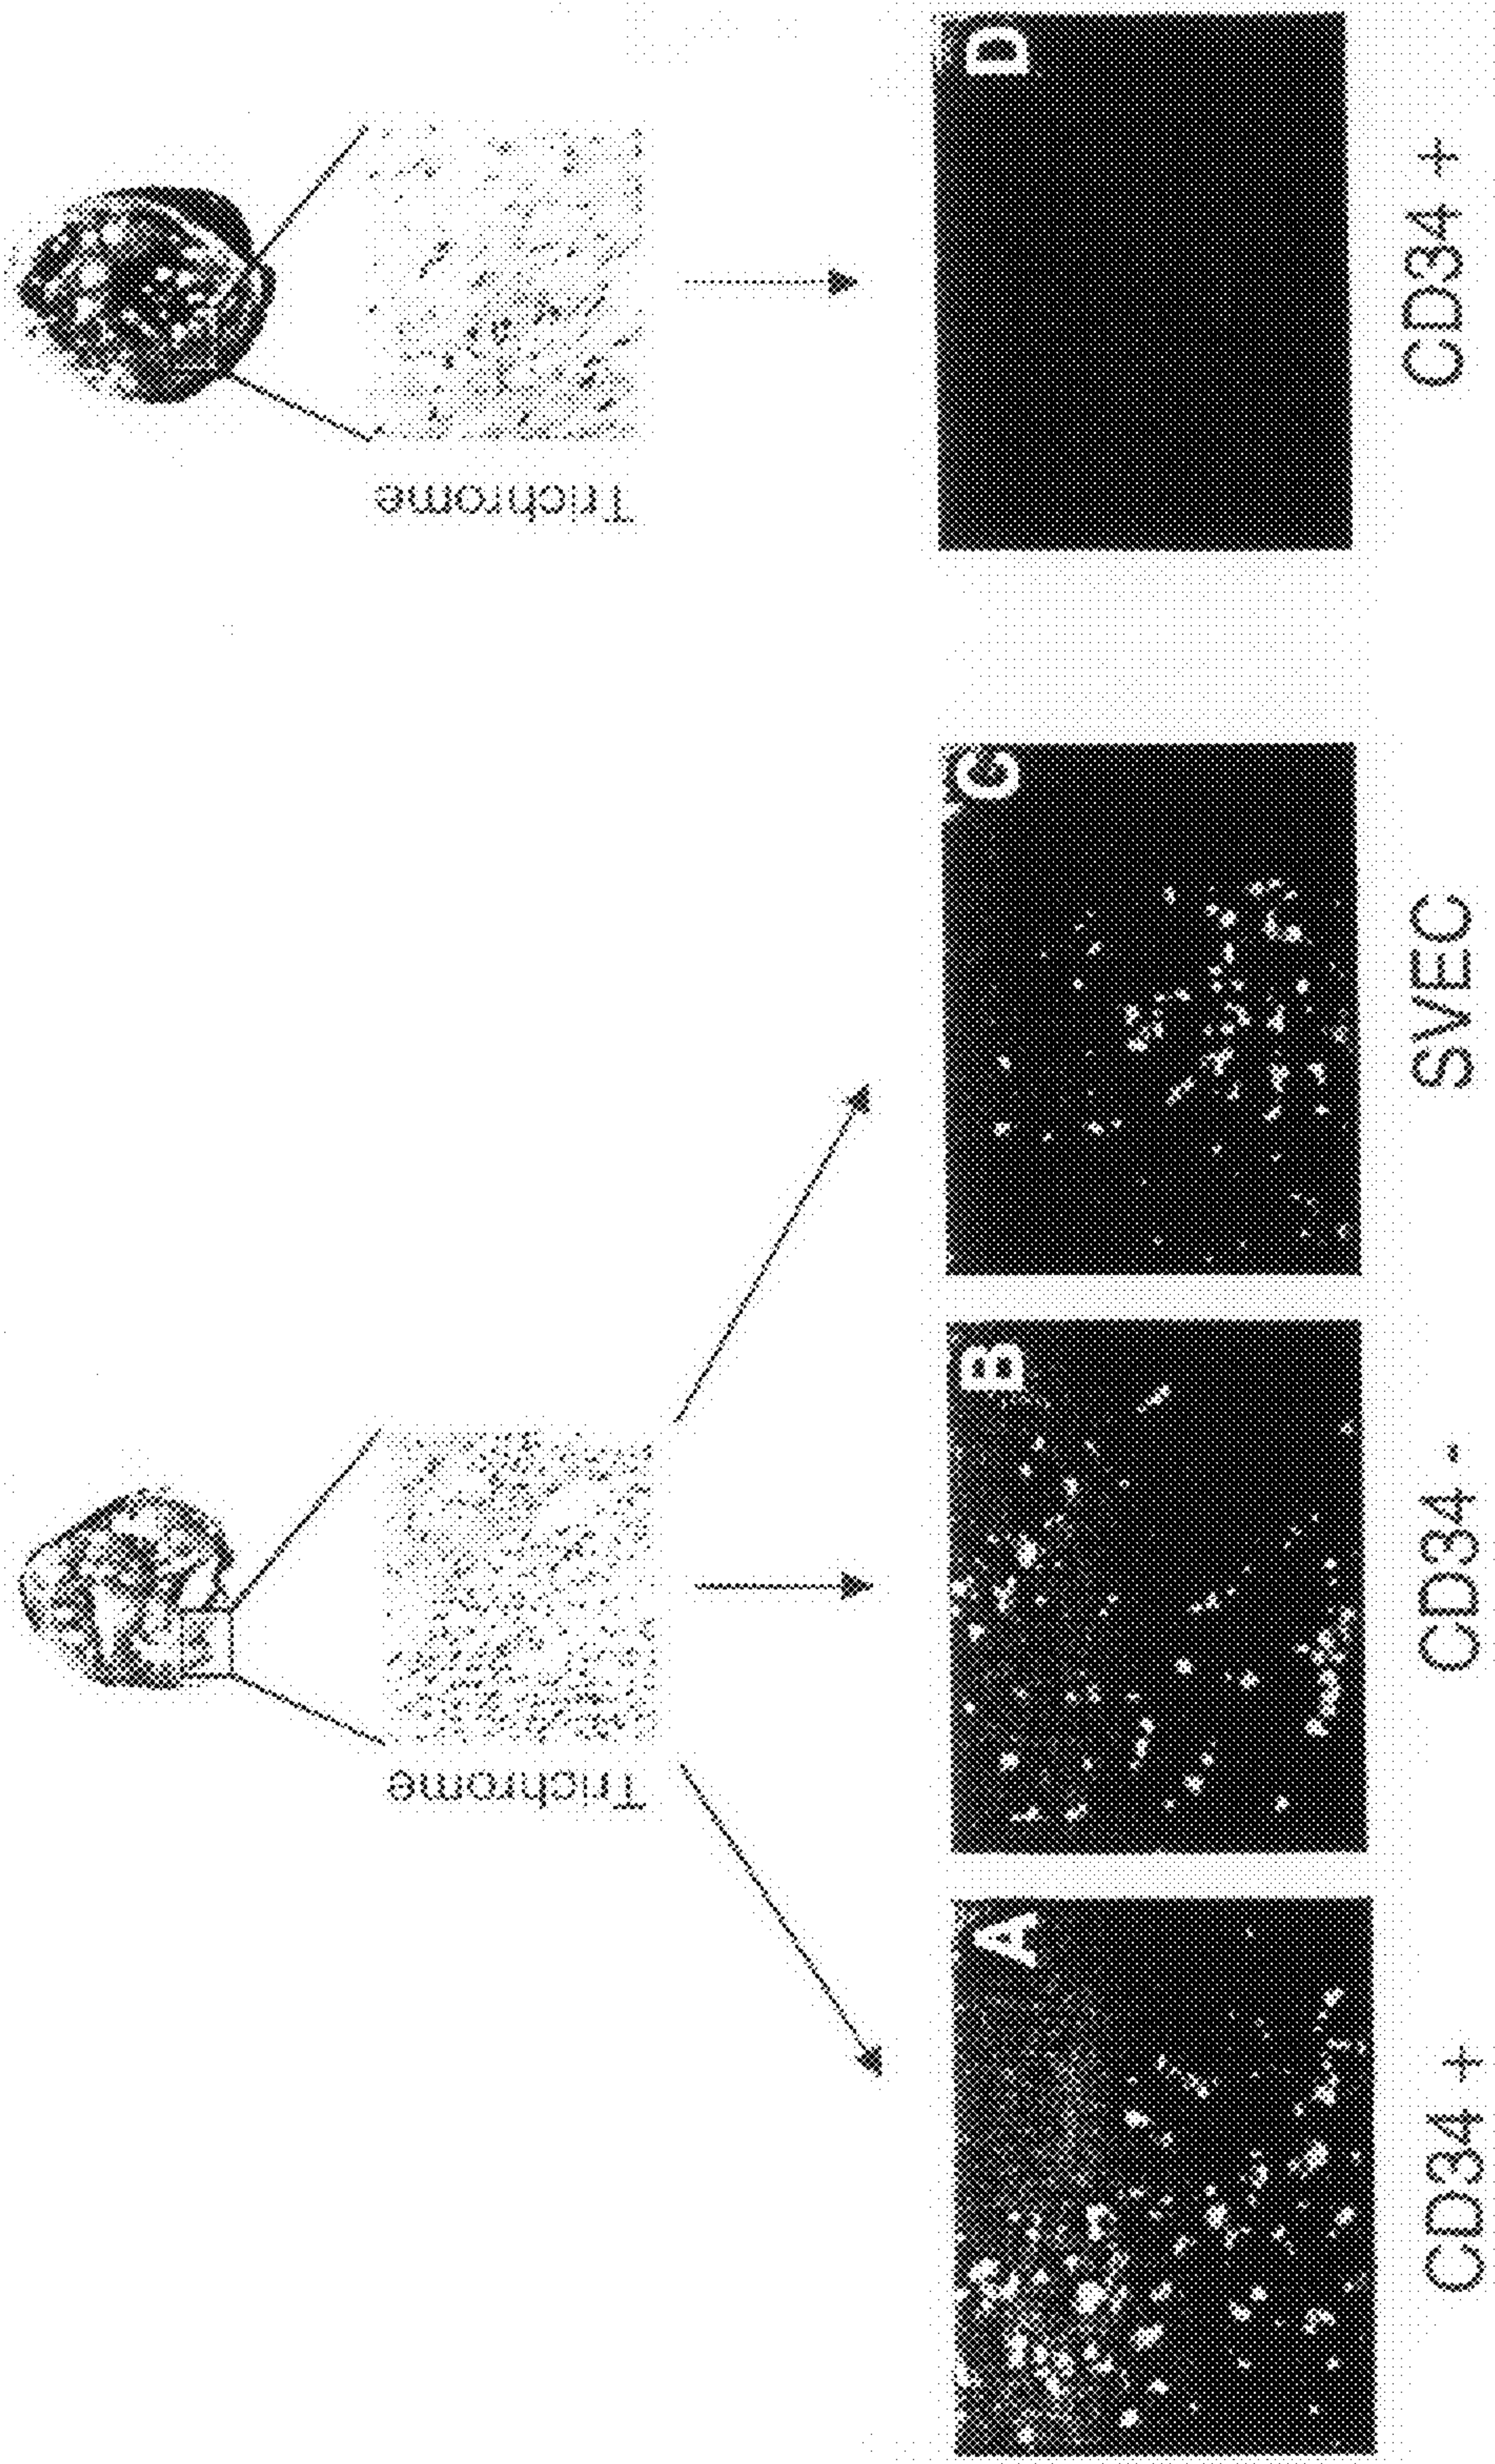 Trichrome
Trichrome
A
B
C
D
CD34 +
CD34 -
SVEC
CD34 +